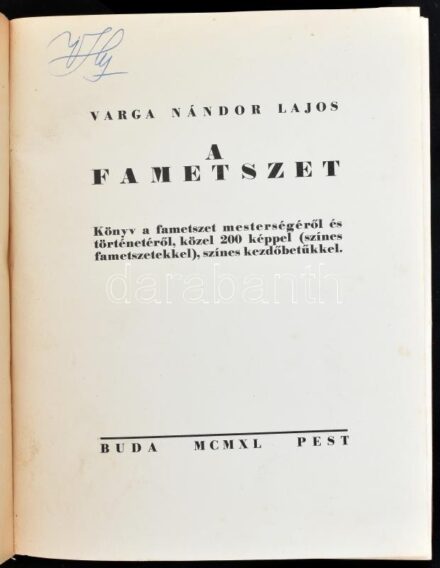 VARGA NÁNDOR LAJOS
A
FAMETSZET
Könyv a fametszet mesterségéről és
történetéről, közel 200 képpel (színes
fametszetekkel), színes kezdőbetűkkel.
darabanth
BUDA MCMXL PEST